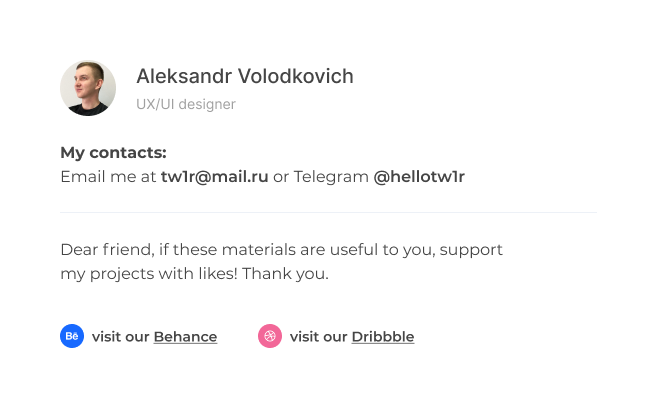 Aleksandr Volodkovich
UX/UI designer
My contacts:
Email me at tw1r@mail.ru or Telegram @hellotw1r
Dear friend, if these materials are useful to you, support
my projects with likes! Thank you.
Bē visit our Behance
visit our Dribbble